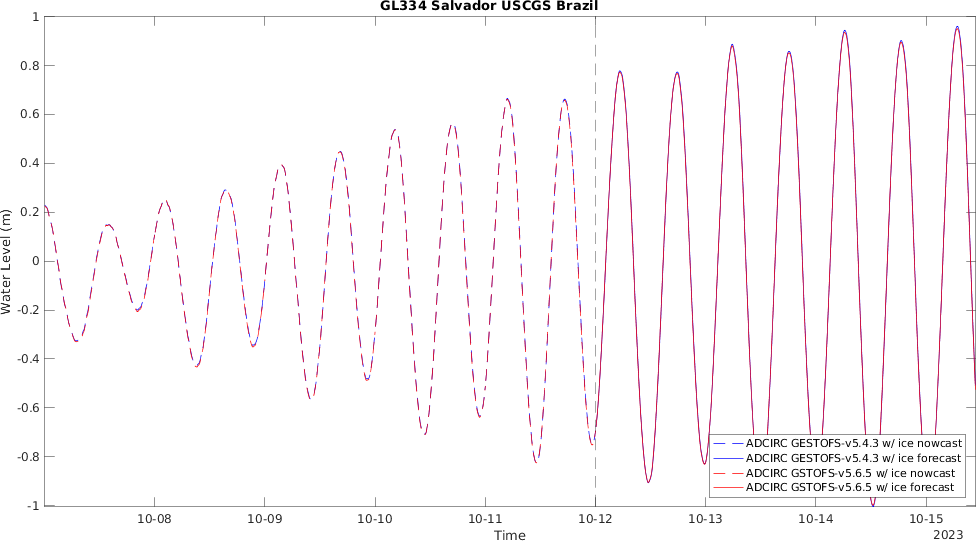 GL334 Salvador USCGS Brazil
1
0.8
0.6
0.4
0.2
0
-0.2
-0.4
-0.6
-0.8
-1
Water Level (m)
ADCIRC GESTOFS-v5.4.3 w/ ice nowcast
ADCIRC GESTOFS-v5.4.3 w/ ice forecast
ADCIRC GSTOFS-v5.6.5 w/ ice nowcast
ADCIRC GSTOFS-v5.6.5 w/ ice forecast
10-08 10-09 10-10 10-11 10-12 10-13 10-14 10-15
Time
2023